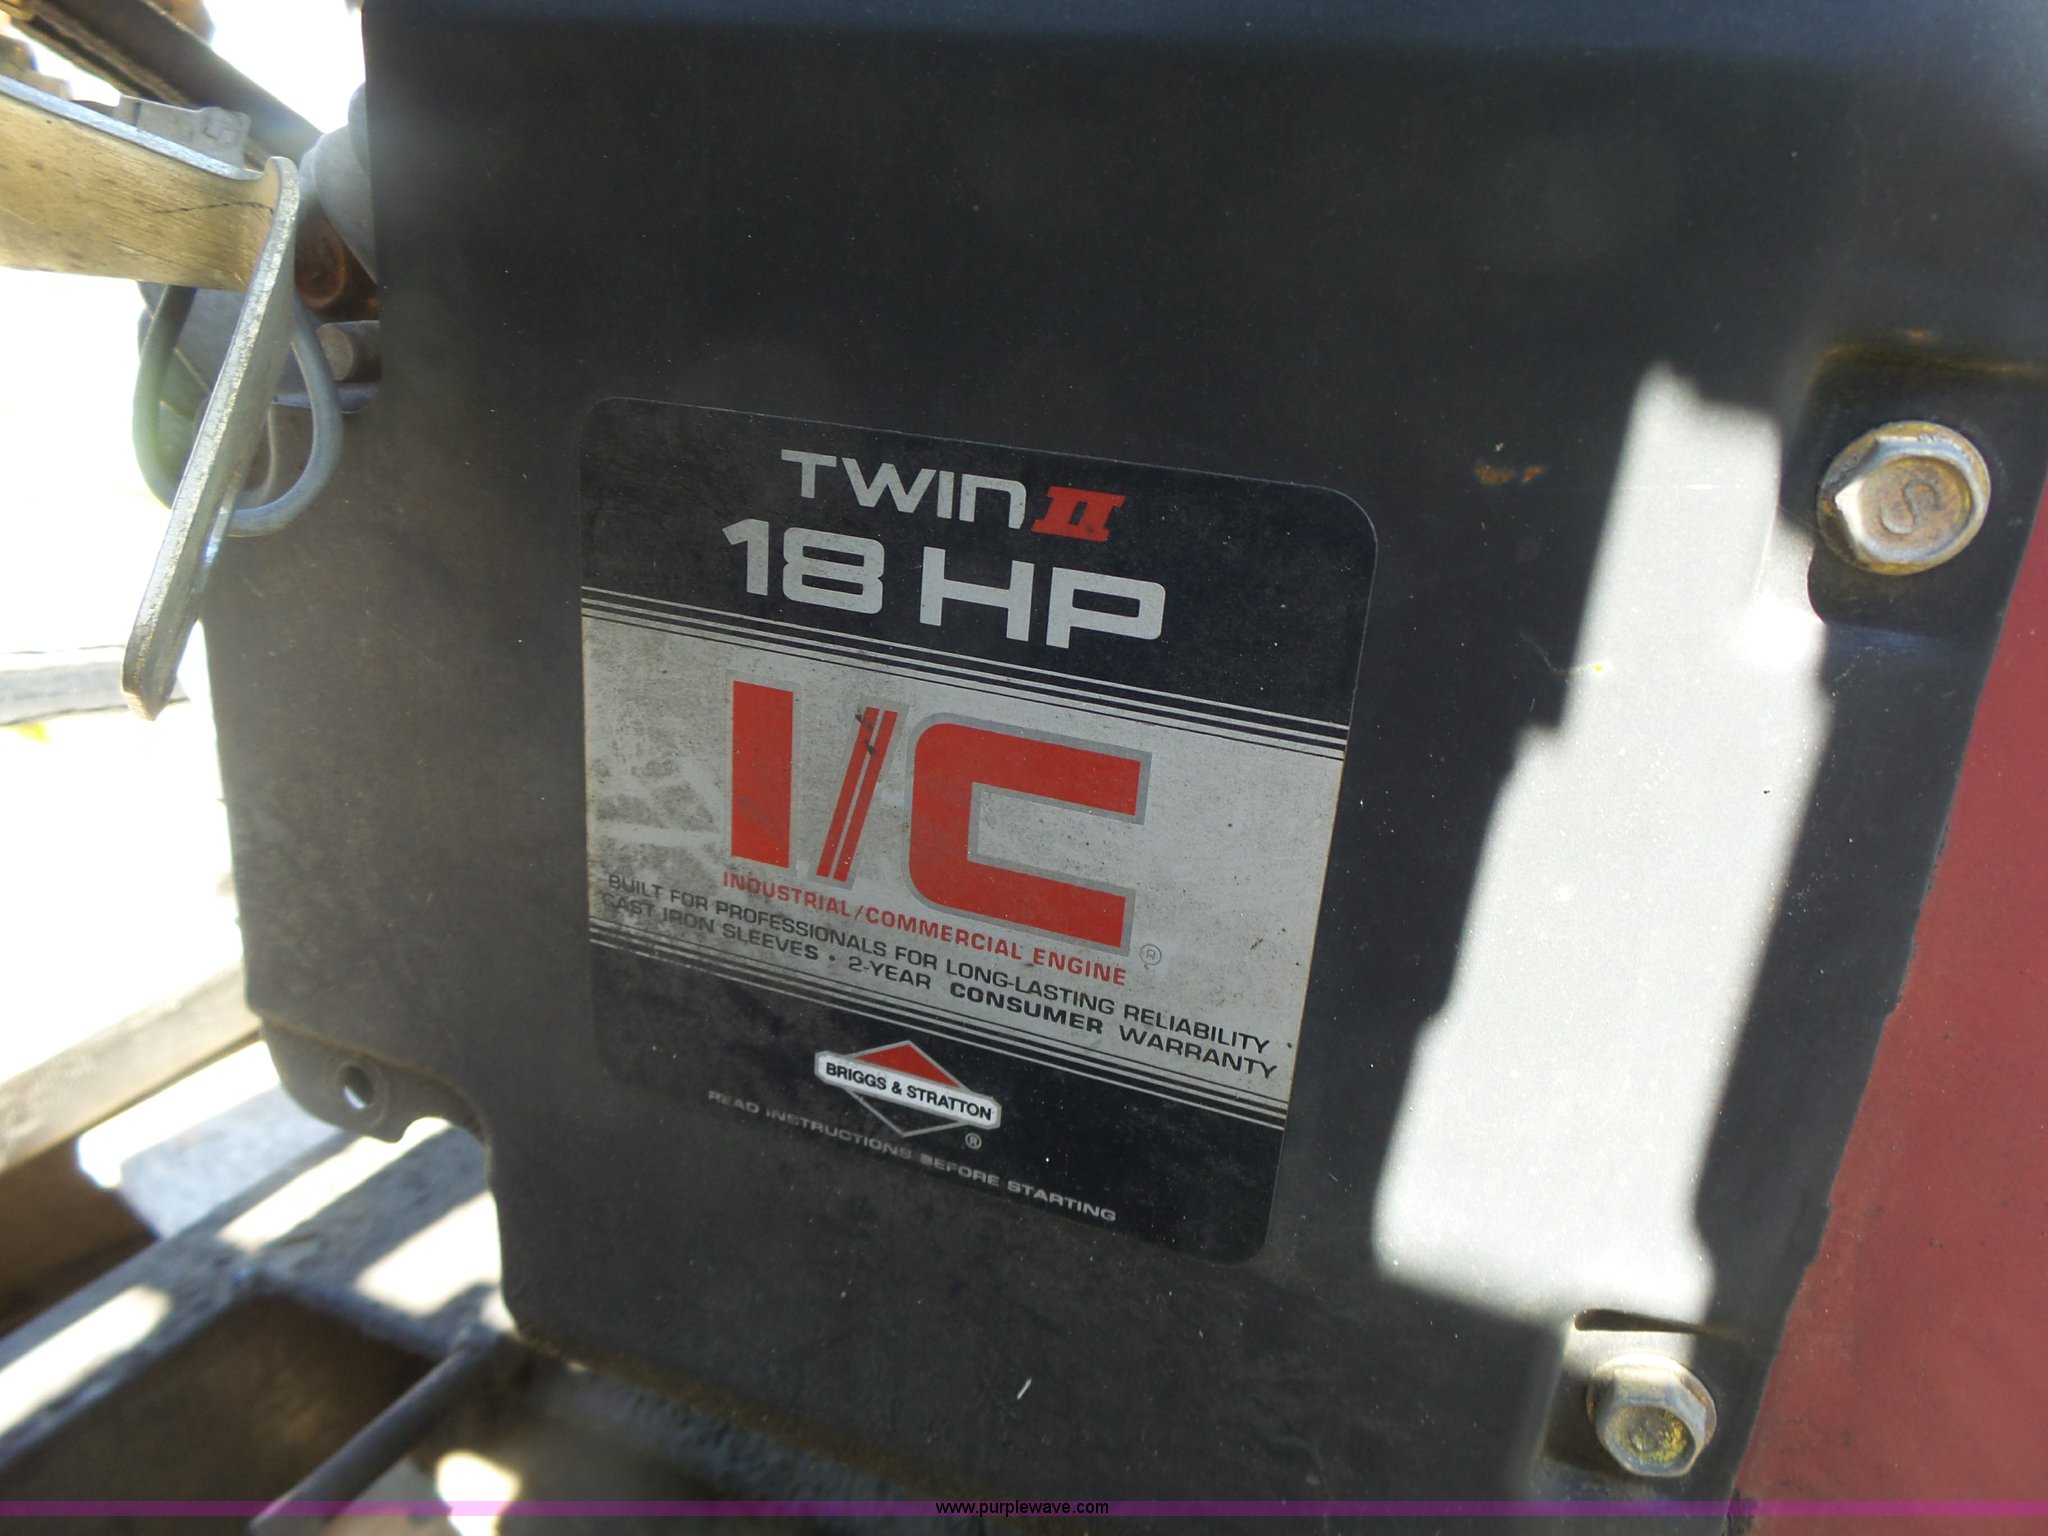 TWIN II
18 HP
I/C ®
INDUSTRIAL/COMMERCIAL ENGINE
BUILT FOR PROFESSIONALS FOR LONG-LASTING RELIABILITY
CAST IRON SLEEVES • 2-YEAR CONSUMER WARRANTY
BRIGGS & STRATTON ®
READ INSTRUCTIONS BEFORE STARTING
www.purplewave.com